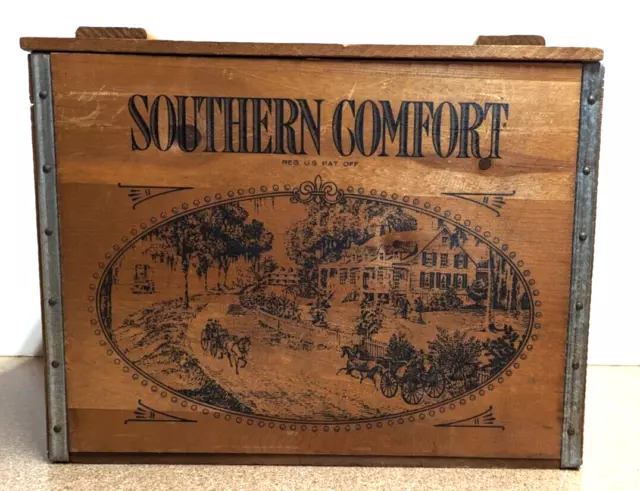 SOUTHERN COMFORT
REG. U.S. PAT. OFF.